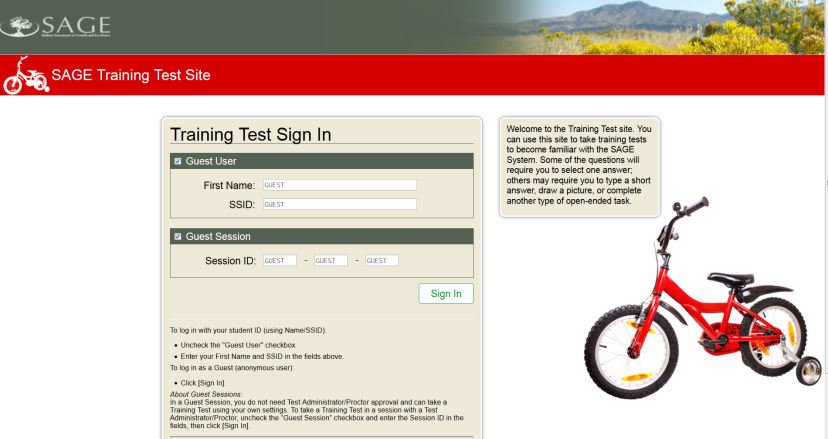 SAGE
Student Assessment of Growth and Excellence
SAGE Training Test Site
Training Test Sign In
Guest User
First Name: GUEST
SSID: GUEST
Guest Session
Session ID: GUEST - GUEST - GUEST
Sign In
To log in with your student ID (using Name/SSID):
• Uncheck the "Guest User" checkbox
• Enter your First Name and SSID in the fields above.
To log in as a Guest (anonymous user):
• Click [Sign In].
About Guest Sessions:
In a Guest Session, you do not need Test Administrator/Proctor approval and can take a
Training Test using your own settings. To take a Training Test in a session with a Test
Administrator/Proctor, uncheck the "Guest Session" checkbox and enter the Session ID in the
fields, then click [Sign In].
Welcome to the Training Test site. You
can use this site to take training tests
to become familiar with the SAGE
System. Some of the questions will
require you to select one answer;
others may require you to type a short
answer, draw a picture, or complete
another type of open-ended task.